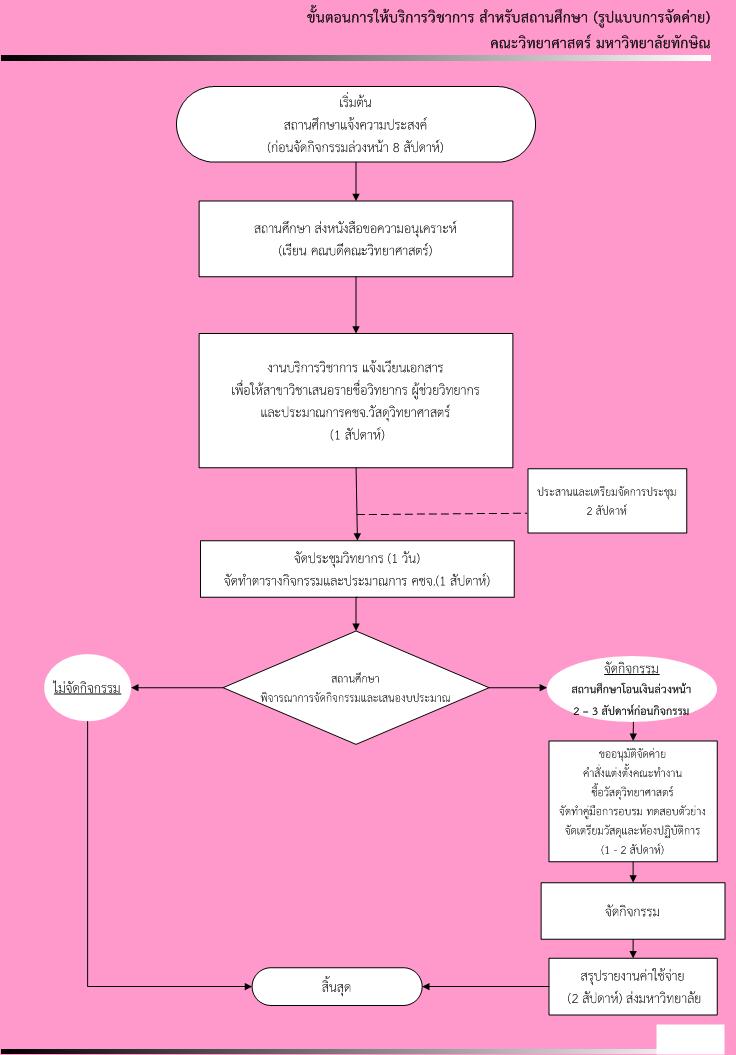 ขั้นตอนการให้บริการวิชาการ สำหรับสถานศึกษา (รูปแบบการจัดค่าย)
คณะวิทยาศาสตร์ มหาวิทยาลัยทักษิณ
เริ่มต้น
สถานศึกษาแจ้งความประสงค์
(ก่อนจัดกิจกรรมล่วงหน้า 8 สัปดาห์)
สถานศึกษา ส่งหนังสือขอความอนุเคราะห์
(เรียน คณบดีคณะวิทยาศาสตร์)
งานบริการวิชาการ แจ้งเวียนเอกสาร
เพื่อให้สาขาวิชาเสนอรายชื่อวิทยากร ผู้ช่วยวิทยากร
และประมาณการคชจ.วัสดุวิทยาศาสตร์
(1 สัปดาห์)
ประสานและเตรียมจัดการประชุม
2 สัปดาห์
จัดประชุมวิทยากร (1 วัน)
จัดทำตารางกิจกรรมและประมาณการ คชจ.(1 สัปดาห์)
สถานศึกษา
พิจารณาการจัดกิจกรรมและเสนองบประมาณ
ไม่จัดกิจกรรม
จัดกิจกรรม
สถานศึกษาโอนเงินล่วงหน้า
2 – 3 สัปดาห์ก่อนกิจกรรม
ขออนุมัติจัดค่าย
คำสั่งแต่งตั้งคณะทำงาน
ซื้อวัสดุวิทยาศาสตร์
จัดทำคู่มือการอบรม ทดสอบตัวย่าง
จัดเตรียมวัสดุและห้องปฏิบัติการ
(1 - 2 สัปดาห์)
จัดกิจกรรม
สรุปรายงานค่าใช้จ่าย
(2 สัปดาห์) ส่งมหาวิทยาลัย
สิ้นสุด